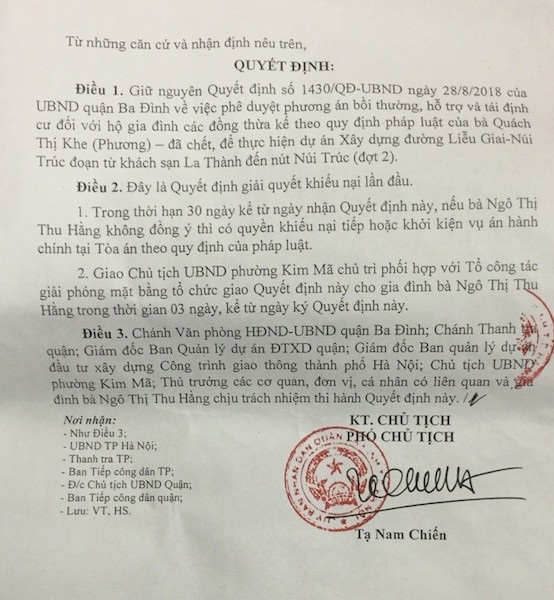 Từ những căn cứ và nhận định nêu trên,
QUYẾT ĐỊNH:
Điều 1. Giữ nguyên Quyết định số 1430/QĐ-UBND ngày 28/8/2018 của
UBND quận Ba Đình về việc phê duyệt phương án bồi thường, hỗ trợ và tái định
cư đối với hộ gia đình các đồng thừa kế theo quy định pháp luật của bà Quách
Thị Khe (Phương) – đã chết, để thực hiện dự án Xây dựng đường Liễu Giai-Núi
Trúc đoạn từ khách sạn La Thành đến nút Núi Trúc (đợt 2).
Điều 2. Đây là Quyết định giải quyết khiếu nại lần đầu.
1. Trong thời hạn 30 ngày kể từ ngày nhận Quyết định này, nếu bà Ngô Thị
Thu Hằng không đồng ý thì có quyền khiếu nại tiếp hoặc khởi kiện vụ án hành
chính tại Tòa án theo quy định của pháp luật.
2. Giao Chủ tịch UBND phường Kim Mã chủ trì phối hợp với Tổ công tác
giải phóng mặt bằng tổ chức giao Quyết định này cho gia đình bà Ngô Thị Thu
Hằng trong thời gian 03 ngày, kể từ ngày ký Quyết định này.
Điều 3. Chánh Văn phòng HĐND-UBND quận Ba Đình; Chánh Thanh tra
quận; Giám đốc Ban Quản lý dự án ĐTXD quận; Giám đốc Ban quản lý dự án
đầu tư xây dựng Công trình giao thông thành phố Hà Nội; Chủ tịch UBND
phường Kim Mã; Thủ trưởng các cơ quan, đơn vị, cá nhân có liên quan và gia
đình bà Ngô Thị Thu Hằng chịu trách nhiệm thi hành Quyết định này. /.
Nơi nhận:
- Như Điều 3;
- UBND TP Hà Nội;
- Thanh tra TP;
- Ban Tiếp công dân TP;
- Đ/c Chủ tịch UBND Quận;
- Ban Tiếp công dân quận;
- Lưu: VT, HS.
KT. CHỦ TỊCH
PHÓ CHỦ TỊCH
Tạ Nam Chiến